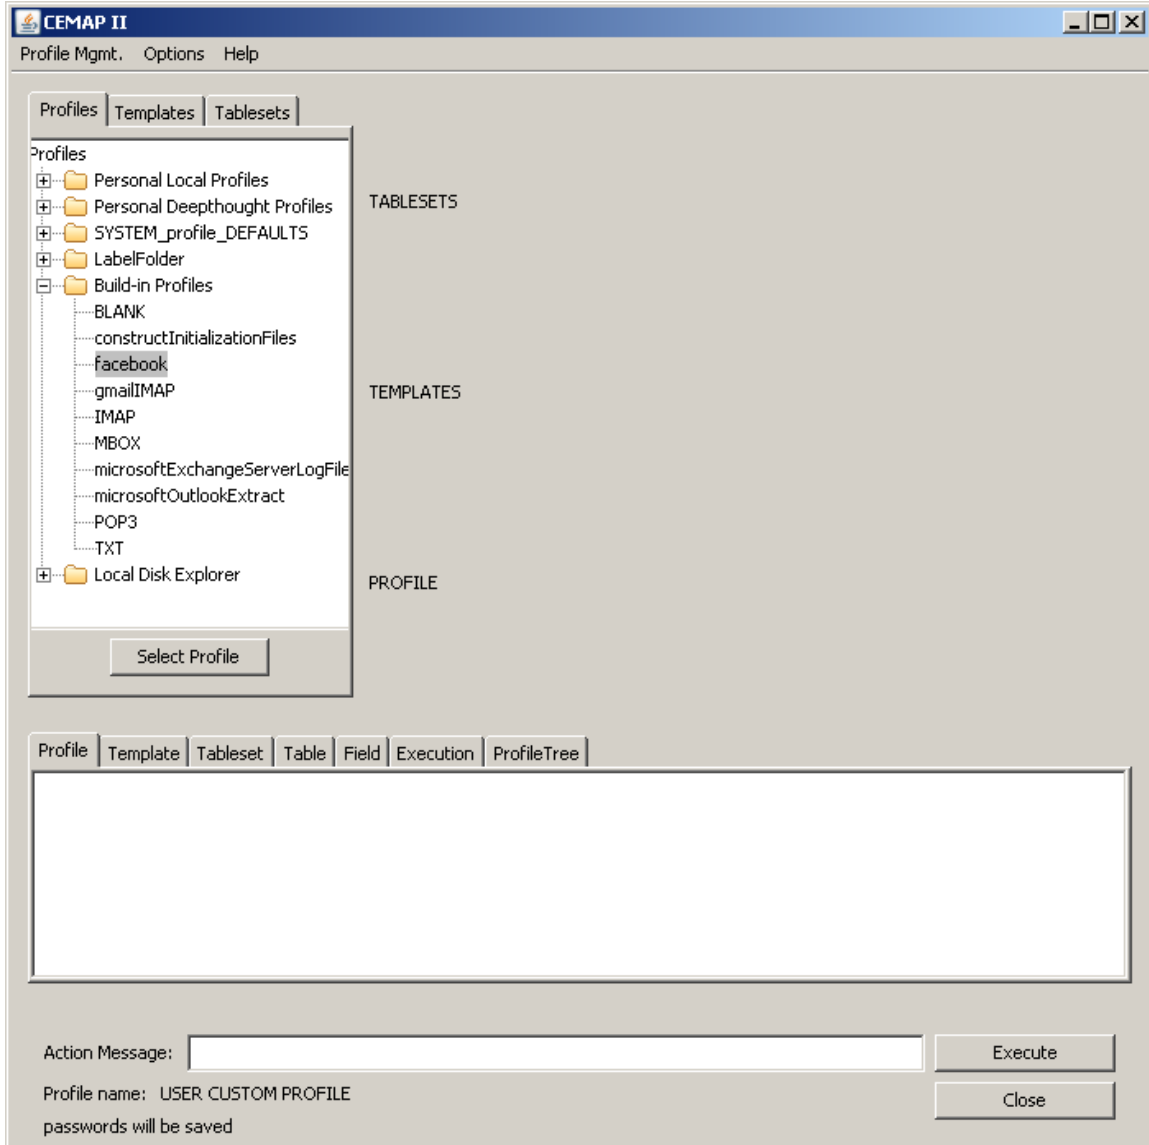 CEMAP II
Profile Mgmt. Options Help
Profiles Templates Tablesets
Profiles
Personal Local Profiles
Personal Deepthought Profiles
SYSTEM_profile_DEFAULTS
LabelFolder
Build-in Profiles
BLANK
constructInitializationFiles
facebook
gmailIMAP
IMAP
MBOX
microsoftExchangeServerLogFile
microsoftOutlookExtract
POP3
TXT
Local Disk Explorer
Select Profile
TABLESETS
TEMPLATES
PROFILE
Profile Template Tableset Table Field Execution ProfileTree
Action Message:
Execute
Profile name: USER CUSTOM PROFILE
Close
passwords will be saved